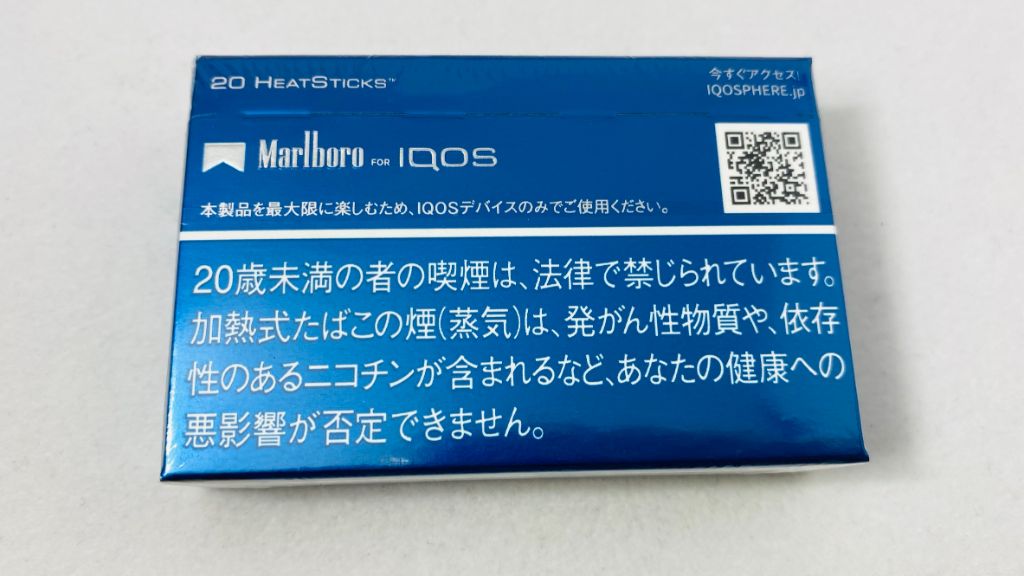 20 HEATSTICKS™
今すぐアクセス!
IQOSPHERE.jp
Marlboro FOR IQOS
本製品を最大限に楽しむため、IQOSデバイスのみでご使用ください。
20歳未満の者の喫煙は、法律で禁じられています。
加熱式たばこの煙(蒸気)は、発がん性物質や、依存
性のあるニコチンが含まれるなど、あなたの健康への
悪影響が否定できません。